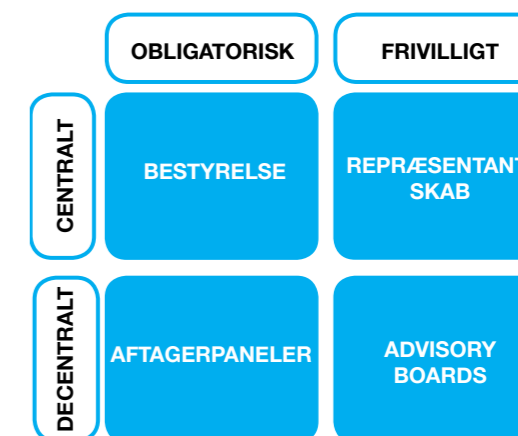 OBLIGATORISK
FRIVILLIGT
CENTRALT
BESTYRELSE
REPRÆSENTANT
SKAB
DECENTRALT
AFTAGERPANELER
ADVISORY
BOARDS